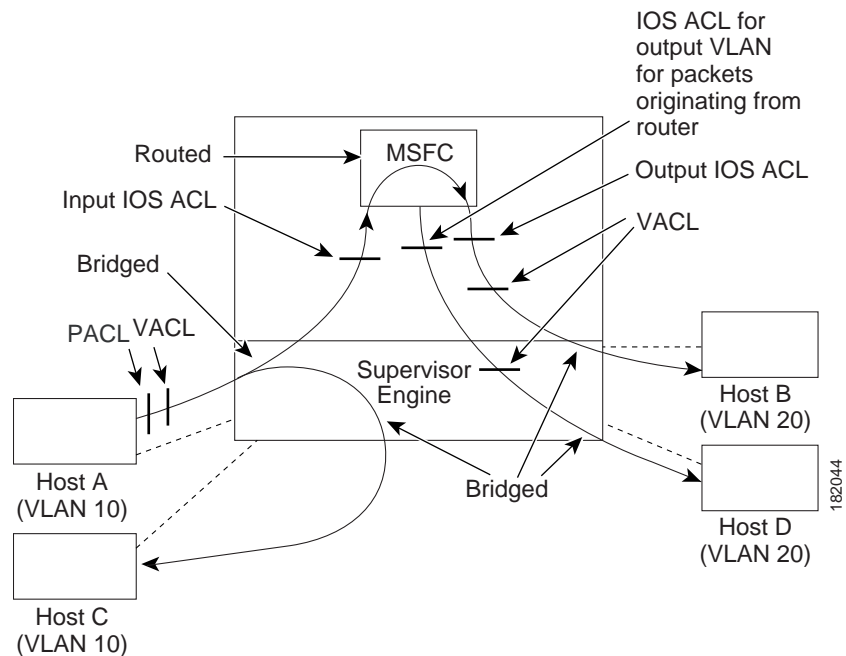 IOS ACL for
output VLAN
for packets
originating from
router
MSFC
Routed
Output IOS ACL
Input IOS ACL
VACL
Bridged
PACL
VACL
Supervisor
Engine
Host B
(VLAN 20)
Host A
(VLAN 10)
Bridged
Host D
(VLAN 20)
182044
Host C
(VLAN 10)